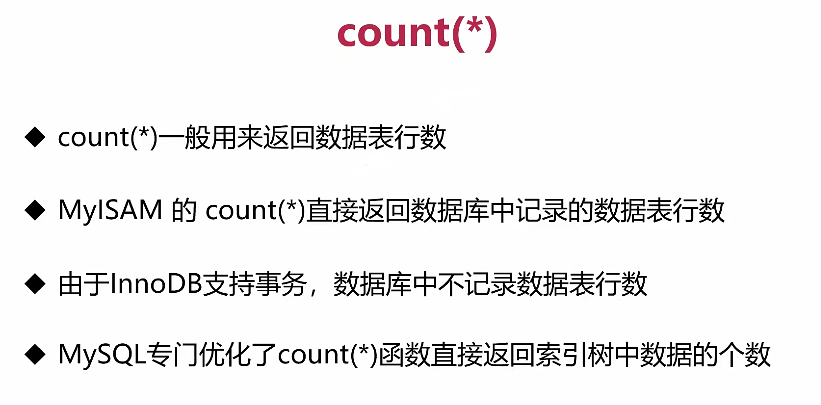 count(*)
◆ count(*)一般用来返回数据表行数
◆ MyISAM 的 count(*)直接返回数据库中记录的数据表行数
◆ 由于InnoDB支持事务，数据库中不记录数据表行数
◆ MySQL专门优化了count(*)函数直接返回索引树中数据的个数